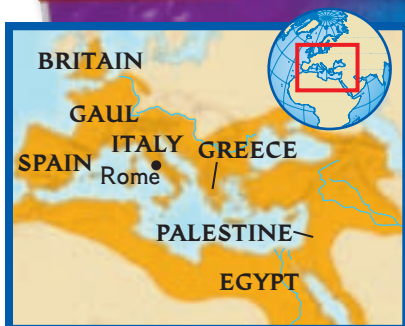 BRITAIN
GAUL
ITALY GREECE
SPAIN Rome
PALESTINE
EGYPT